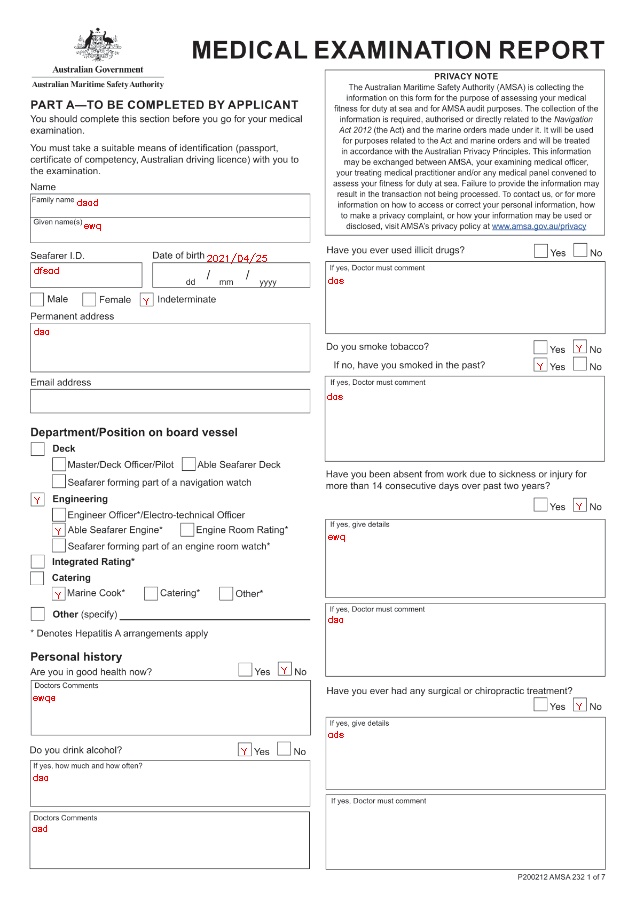 Australian Government
Australian Maritime Safety Authority
MEDICAL EXAMINATION REPORT
PART A—TO BE COMPLETED BY APPLICANT
You should complete this section before you go for your medical
examination.
You must take a suitable means of identification (passport,
certificate of competency, Australian driving licence) with you to
the examination.
Name
Family name daad
Given name(s) ewq
Seafarer I.D.
dfsad
Date of birth 2021/04/25
/ /
dd mm yyyy
Male Female Y Indeterminate
Permanent address
daa
Email address
Department/Position on board vessel
Deck
Master/Deck Officer/Pilot Able Seafarer Deck
Seafarer forming part of a navigation watch
Y Engineering
Engineer Officer*/Electro-technical Officer
Y Able Seafarer Engine* Engine Room Rating*
Seafarer forming part of an engine room watch*
Integrated Rating*
Catering
Y Marine Cook* Catering* Other*
Other (specify)
* Denotes Hepatitis A arrangements apply
Personal history
Are you in good health now? Yes Y No
Doctors Comments
ewqe
Do you drink alcohol? Y Yes No
If yes, how much and how often?
daa
Doctors Comments
aad
PRIVACY NOTE
The Australian Maritime Safety Authority (AMSA) is collecting the
information on this form for the purpose of assessing your medical
fitness for duty at sea and for AMSA audit purposes. The collection of the
information is required, authorised or directly related to the Navigation
Act 2012 (the Act) and the marine orders made under it. It will be used
for purposes related to the Act and marine orders and will be treated
in accordance with the Australian Privacy Principles. This information
may be exchanged between AMSA, your examining medical officer,
your treating medical practitioner and/or any medical panel convened to
assess your fitness for duty at sea. Failure to provide the information may
result in the transaction not being processed. To contact us, or for more
information on how to access or correct your personal information, how
to make a privacy complaint, or how your information may be used or
disclosed, visit AMSA's privacy policy at www.amsa.gov.au/privacy
Have you ever used illicit drugs? Yes No
If yes, Doctor must comment
das
Do you smoke tobacco? Yes Y No
If no, have you smoked in the past? Y Yes No
If yes, Doctor must comment
das
Have you been absent from work due to sickness or injury for
more than 14 consecutive days over past two years?
Yes Y No
If yes, give details
ewq
If yes, Doctor must comment
daa
Have you ever had any surgical or chiropractic treatment?
Yes Y No
If yes, give details
ads
If yes, Doctor must comment
P200212 AMSA 232 1 of 7